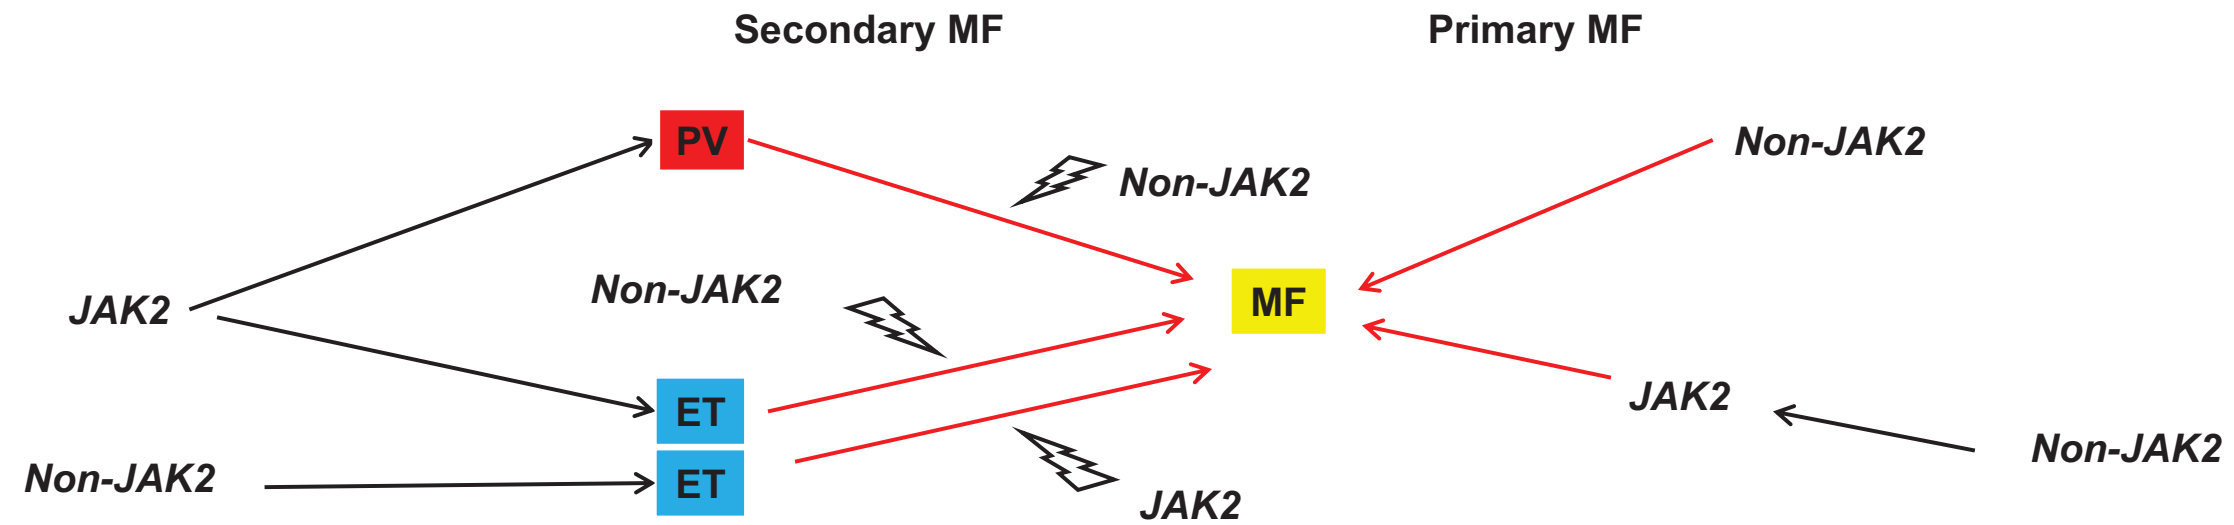 Secondary MF
Primary MF
PV
Non-JAK2
Non-JAK2
Non-JAK2
JAK2
MF
ET
JAK2
Non-JAK2
Non-JAK2
ET
JAK2